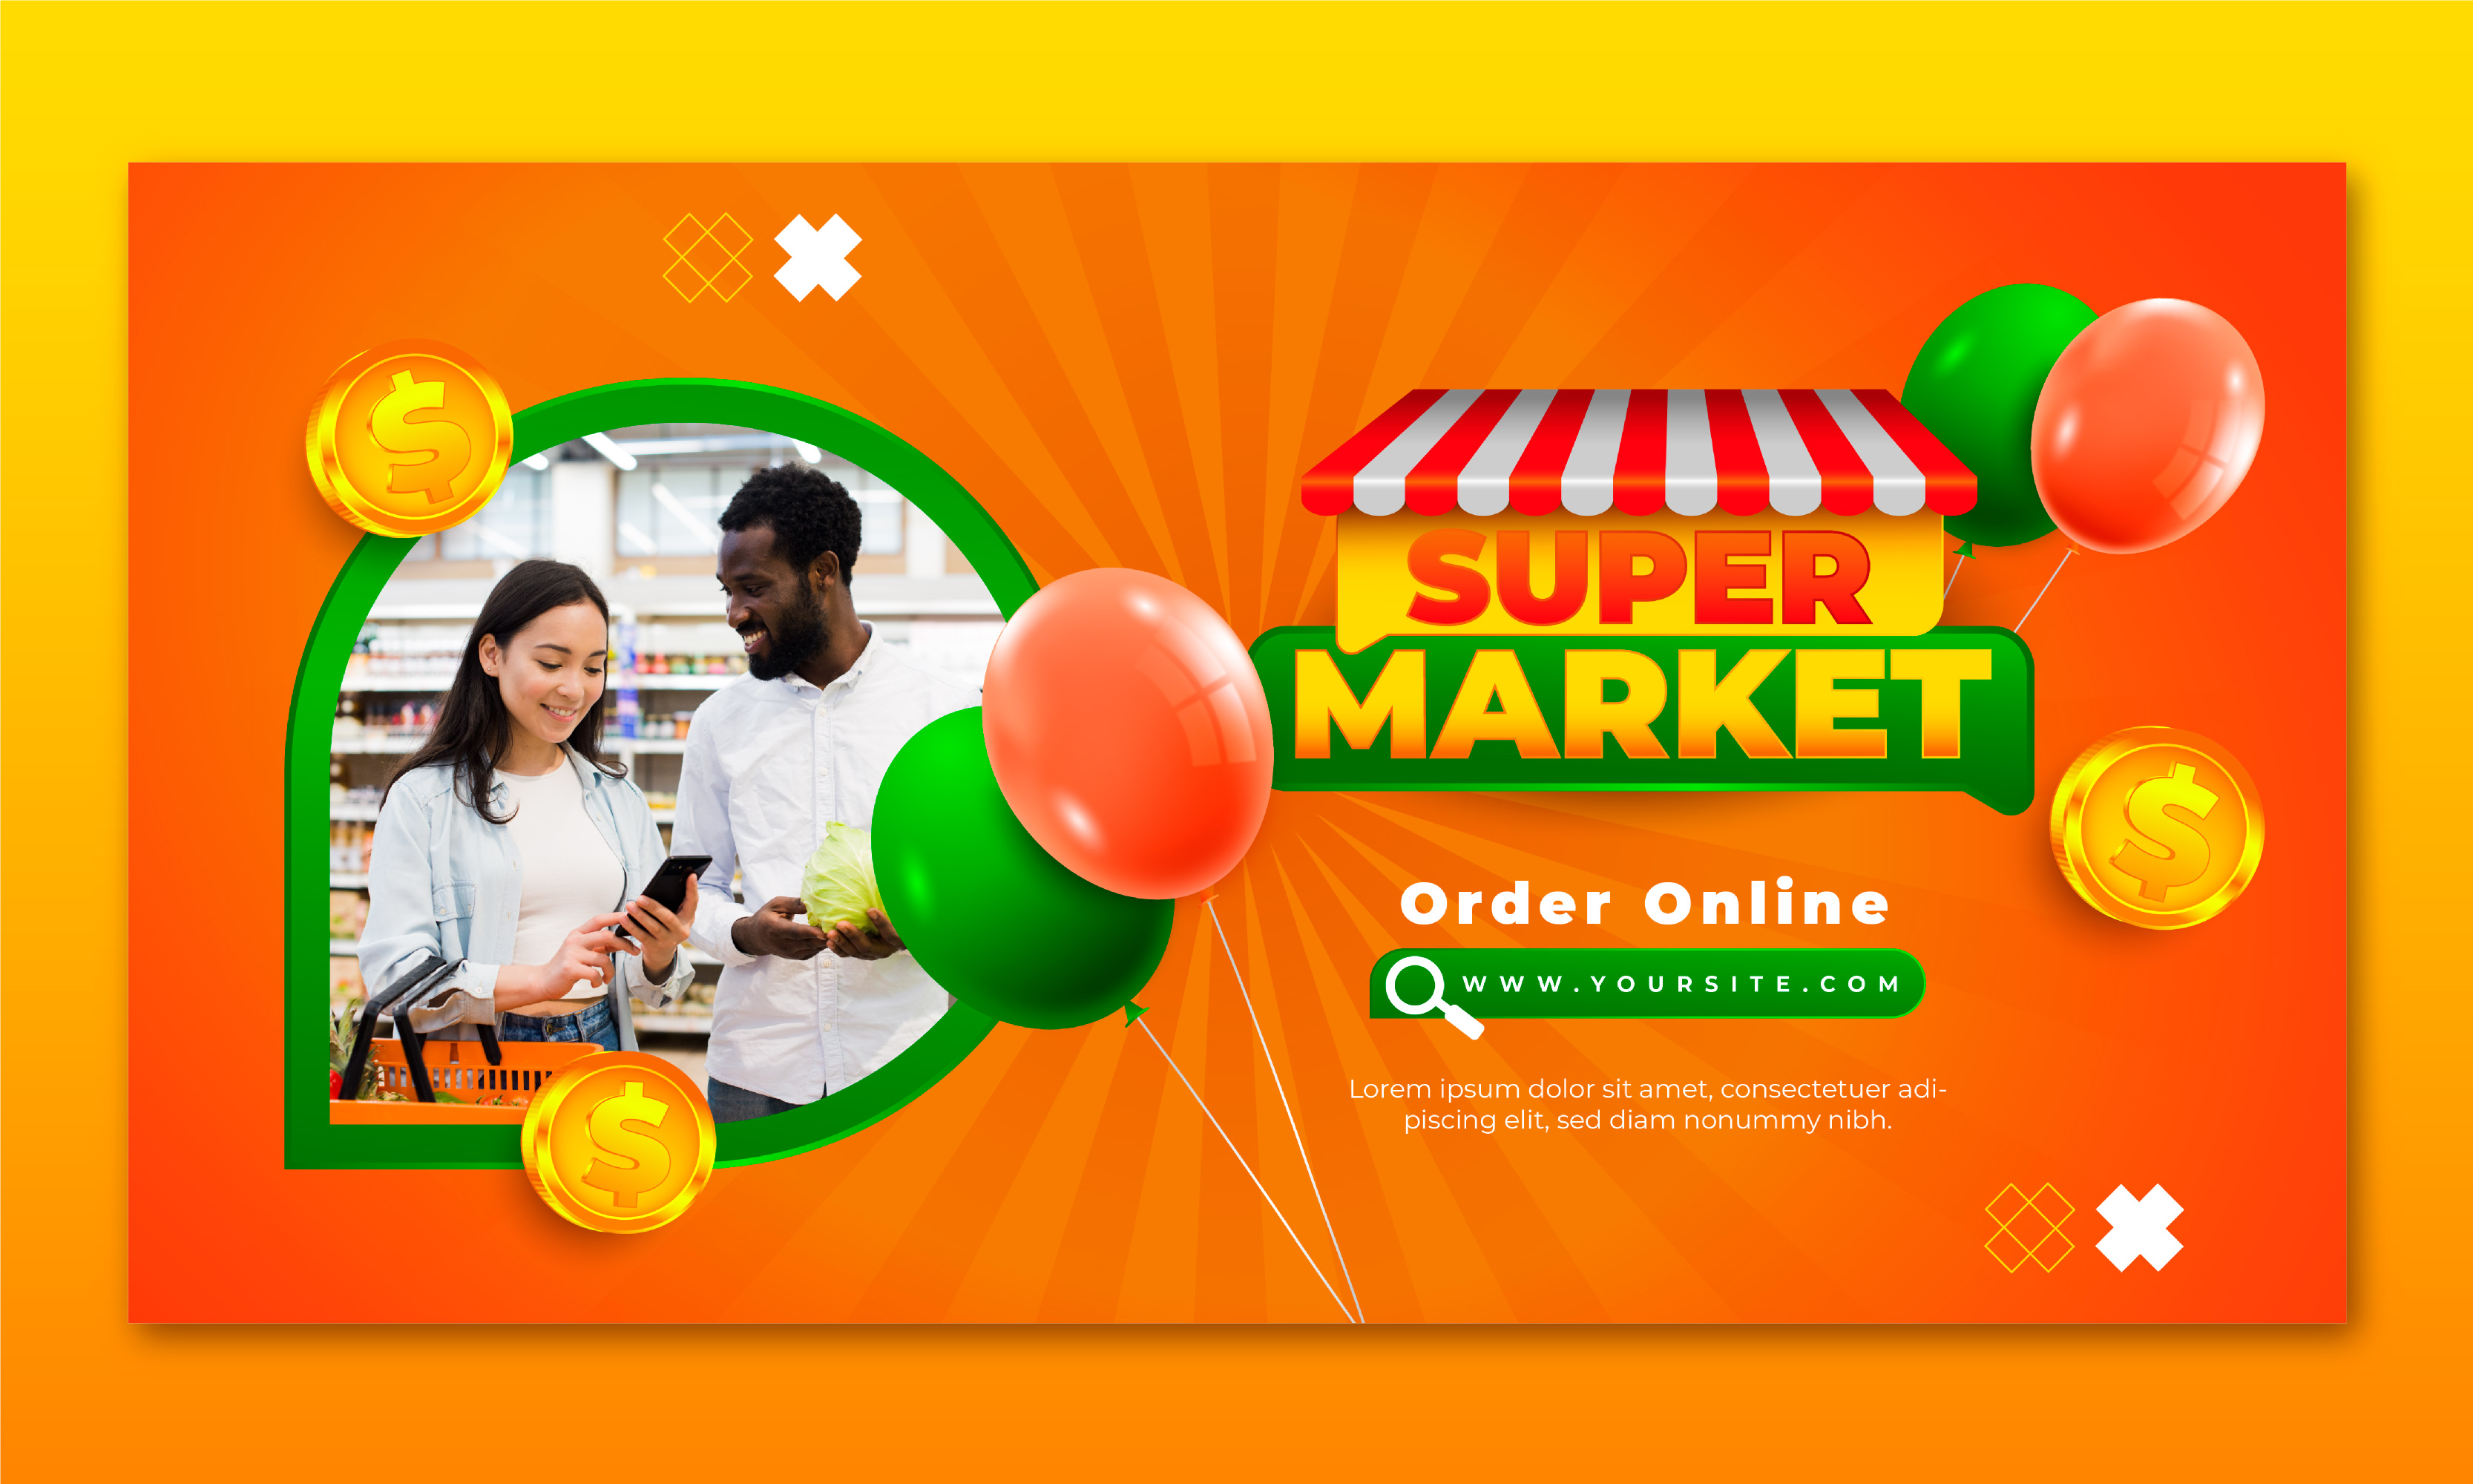 SUPER
MARKET
Order Online
WWW.YOURSITE.COM
Lorem ipsum dolor sit amet, consectetuer adi-
piscing elit, sed diam nonummy nibh.